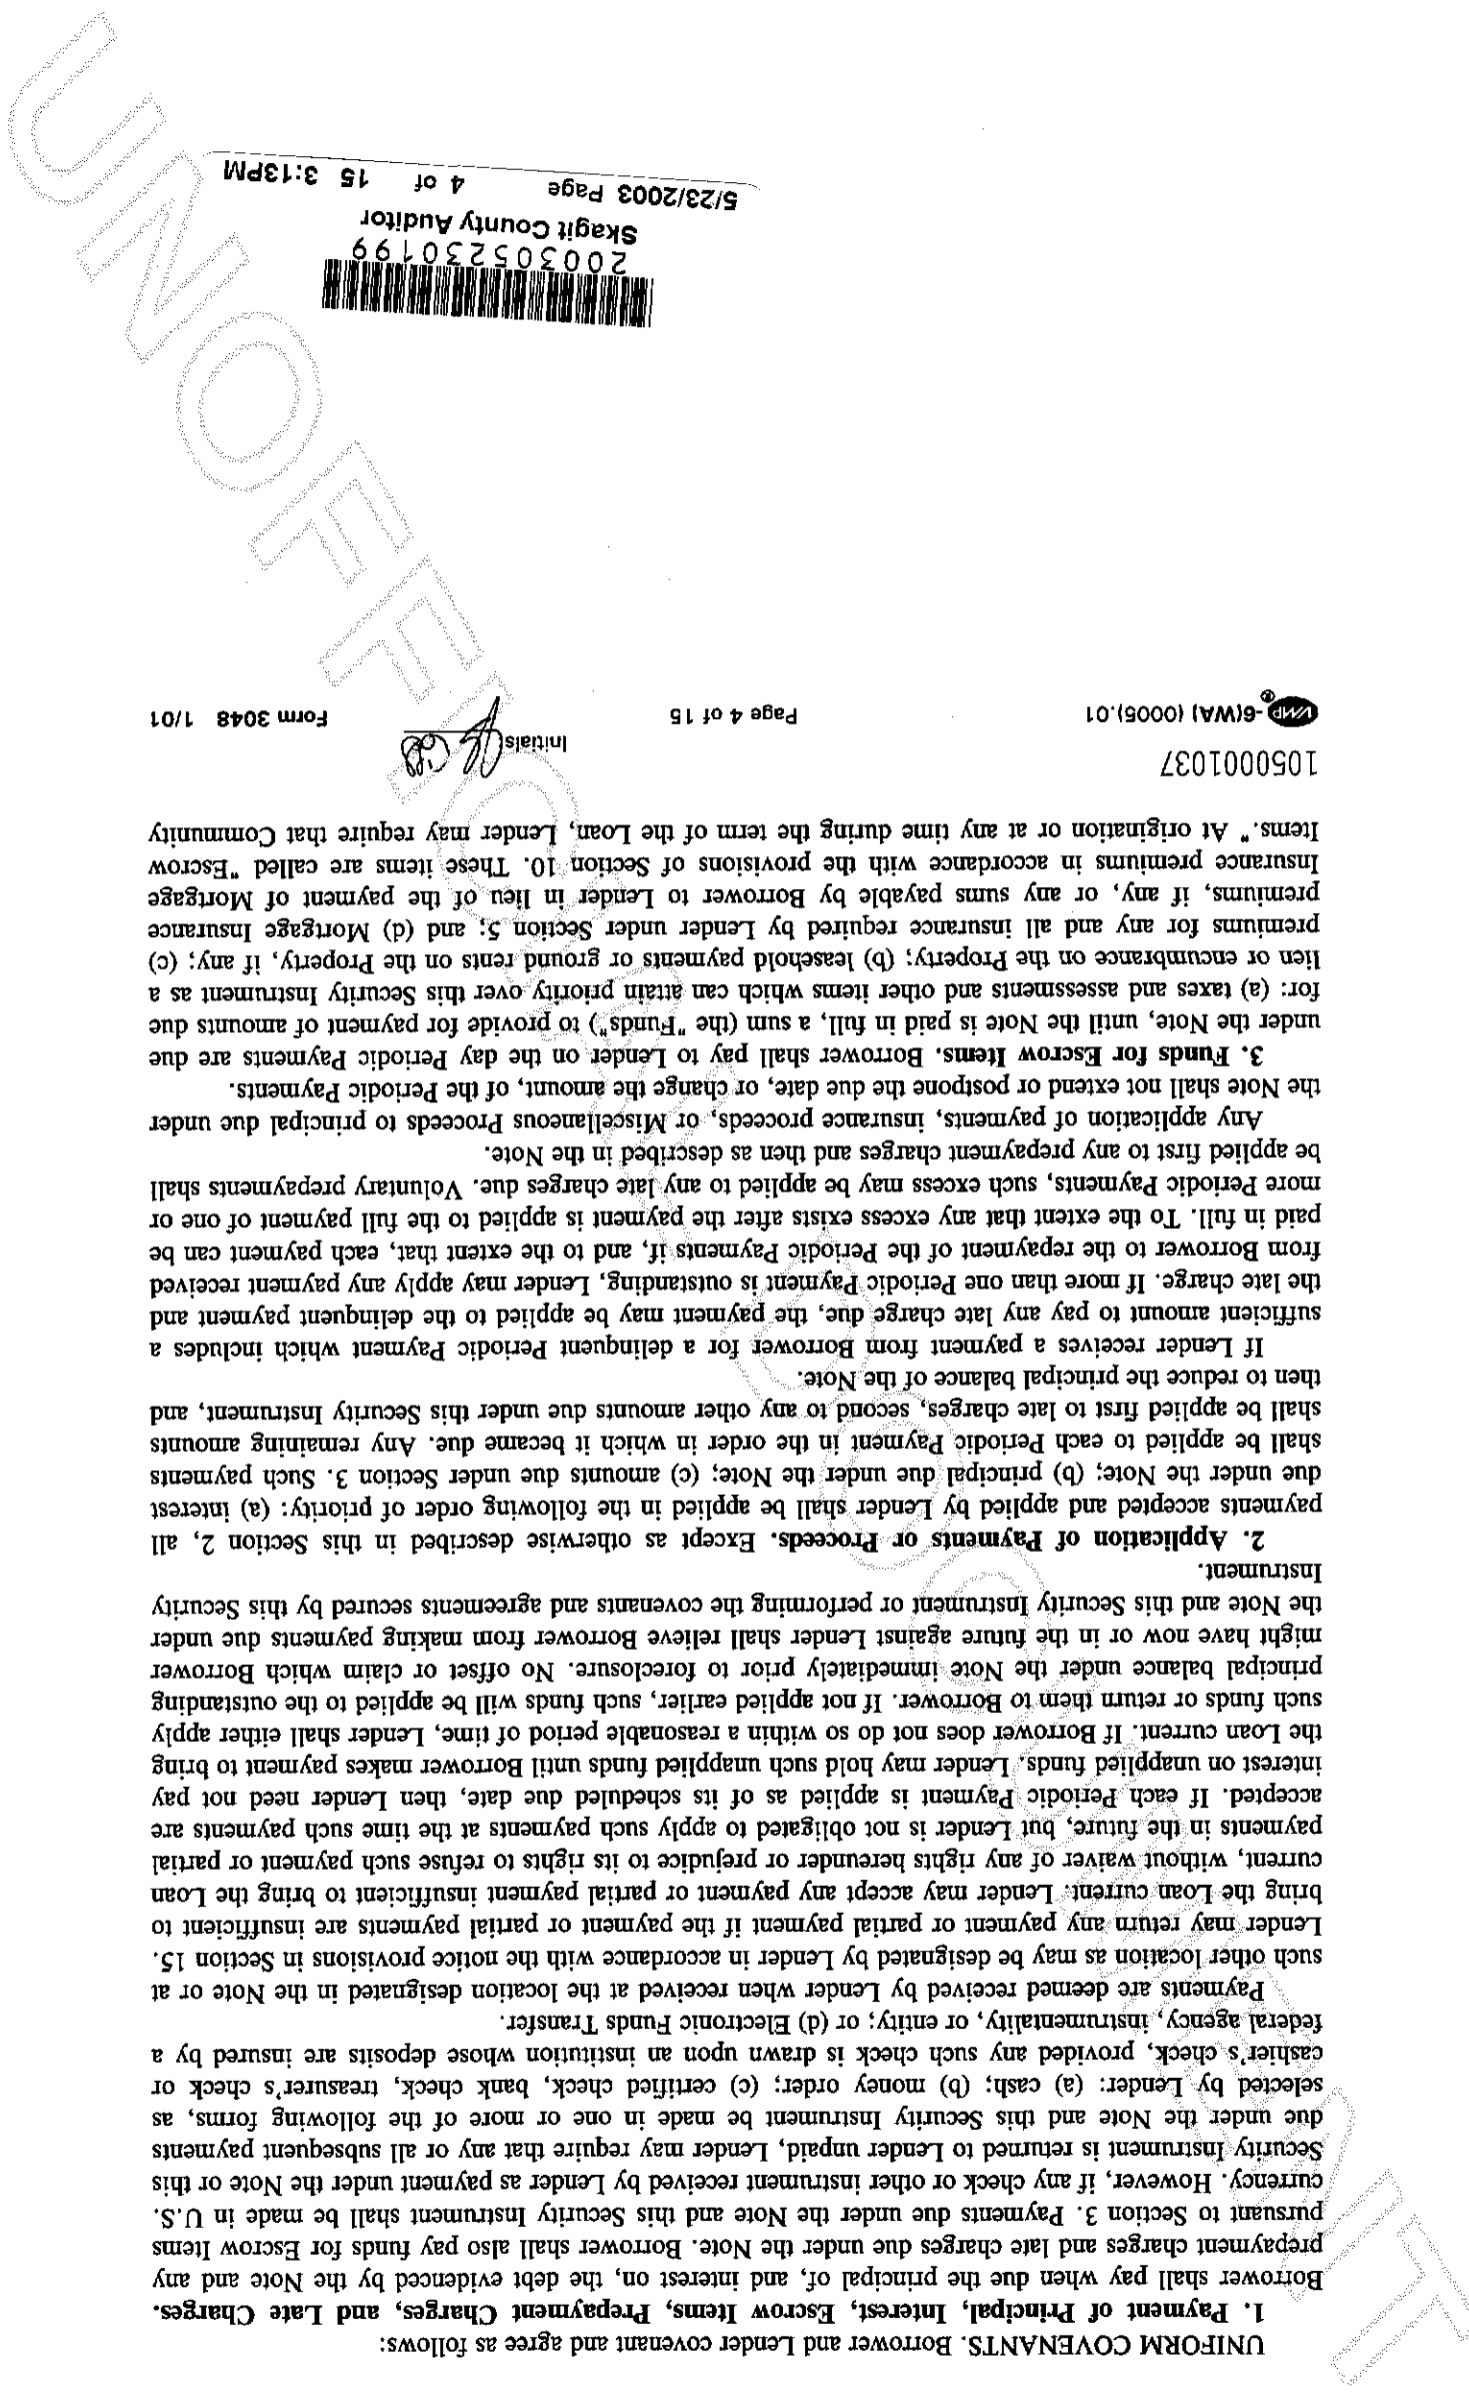 UNIFORM COVENANTS. Borrower and Lender covenant and agree as follows:
1. Payment of Principal, Interest, Escrow Items, Prepayment Charges, and Late Charges.
Borrower shall pay when due the principal of, and interest on, the debt evidenced by the Note and any
prepayment charges and late charges due under the Note. Borrower shall also pay funds for Escrow Items
pursuant to Section 3. Payments due under the Note and this Security Instrument shall be made in U.S.
currency. However, if any check or other instrument received by Lender as payment under the Note or this
Security Instrument is returned to Lender unpaid, Lender may require that any or all subsequent payments
due under the Note and this Security Instrument be made in one or more of the following forms, as
selected by Lender: (a) cash; (b) money order; (c) certified check, bank check, treasurer's check or
cashier's check, provided any such check is drawn upon an institution whose deposits are insured by a
federal agency, instrumentality, or entity; or (d) Electronic Funds Transfer.
Payments are deemed received by Lender when received at the location designated in the Note or at
such other location as may be designated by Lender in accordance with the notice provisions in Section 15.
Lender may return any payment or partial payment if the payment or partial payments are insufficient to
bring the Loan current. Lender may accept any payment or partial payment insufficient to bring the Loan
current, without waiver of any rights hereunder or prejudice to its rights to refuse such payment or partial
payments in the future, but Lender is not obligated to apply such payments at the time such payments are
accepted. If each Periodic Payment is applied as of its scheduled due date, then Lender need not pay
interest on unapplied funds. Lender may hold such unapplied funds until Borrower makes payment to bring
the Loan current. If Borrower does not do so within a reasonable period of time, Lender shall either apply
such funds or return them to Borrower. If not applied earlier, such funds will be applied to the outstanding
principal balance under the Note immediately prior to foreclosure. No offset or claim which Borrower
might have now or in the future against Lender shall relieve Borrower from making payments due under
the Note and this Security Instrument or performing the covenants and agreements secured by this Security
Instrument.
2. Application of Payments or Proceeds. Except as otherwise described in this Section 2, all
payments accepted and applied by Lender shall be applied in the following order of priority: (a) interest
due under the Note; (b) principal due under the Note; (c) amounts due under Section 3. Such payments
shall be applied to each Periodic Payment in the order in which it became due. Any remaining amounts
shall be applied first to late charges, second to any other amounts due under this Security Instrument, and
then to reduce the principal balance of the Note.
If Lender receives a payment from Borrower for a delinquent Periodic Payment which includes a
sufficient amount to pay any late charge due, the payment may be applied to the delinquent payment and
the late charge. If more than one Periodic Payment is outstanding, Lender may apply any payment received
from Borrower to the repayment of the Periodic Payments if, and to the extent that, each payment can be
paid in full. To the extent that any excess exists after the payment is applied to the full payment of one or
more Periodic Payments, such excess may be applied to any late charges due. Voluntary prepayments shall
be applied first to any prepayment charges and then as described in the Note.
Any application of payments, insurance proceeds, or Miscellaneous Proceeds to principal due under
the Note shall not extend or postpone the due date, or change the amount, of the Periodic Payments.
3. Funds for Escrow Items. Borrower shall pay to Lender on the day Periodic Payments are due
under the Note, until the Note is paid in full, a sum (the "Funds") to provide for payment of amounts due
for: (a) taxes and assessments and other items which can attain priority over this Security Instrument as a
lien or encumbrance on the Property; (b) leasehold payments or ground rents on the Property, if any; (c)
premiums for any and all insurance required by Lender under Section 5; and (d) Mortgage Insurance
premiums, if any, or any sums payable by Borrower to Lender in lieu of the payment of Mortgage
Insurance premiums in accordance with the provisions of Section 10. These items are called "Escrow
Items." At origination or at any time during the term of the Loan, Lender may require that Community
1050001037
Initials
VMP®-6(WA) (0005).01 Page 4 of 15 Form 3048 1/01
200305230199
Skagit County Auditor
5/23/2003 Page 4 of 15 3:13PM
UNOFFICIAL DOCUMENT